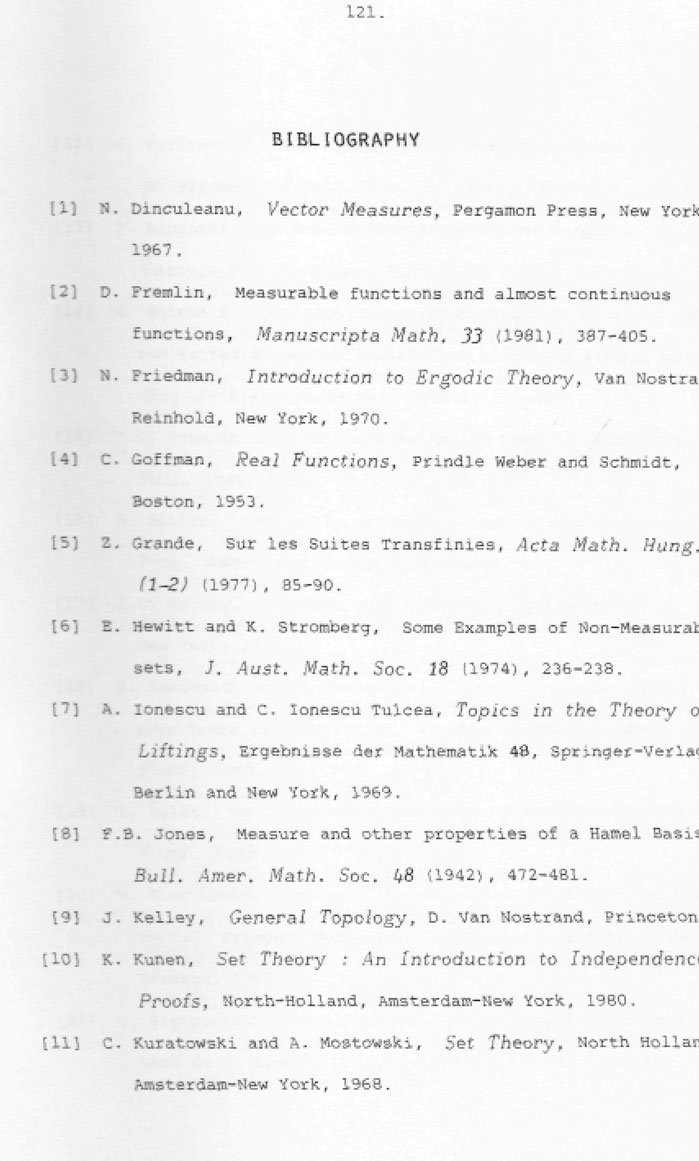 121.
BIBLIOGRAPHY
[1] N. Dinculeanu, Vector Measures, Pergamon Press, New York
1967.
[2] D. Fremlin, Measurable functions and almost continuous
functions, Manuscripta Math. 33 (1981), 387-405.
[3] N. Friedman, Introduction to Ergodic Theory, Van Nostra
Reinhold, New York, 1970.
[4] C. Goffman, Real Functions, Prindle Weber and Schmidt,
Boston, 1953.
[5] Z. Grande, Sur les Suites Transfinies, Acta Math. Hung.
(1-2) (1977), 85-90.
[6] E. Hewitt and K. Stromberg, Some Examples of Non-Measurab
sets, J. Aust. Math. Soc. 18 (1974), 236-238.
[7] A. Ionescu and C. Ionescu Tulcea, Topics in the Theory o
Liftings, Ergebnisse der Mathematik 48, Springer-Verlag
Berlin and New York, 1969.
[8] F.B. Jones, Measure and other properties of a Hamel Basis
Bull. Amer. Math. Soc. 48 (1942), 472-481.
[9] J. Kelley, General Topology, D. Van Nostrand, Princeton
[10] K. Kunen, Set Theory : An Introduction to Independenc
Proofs, North-Holland, Amsterdam-New York, 1980.
[11] C. Kuratowski and A. Mostowski, Set Theory, North Hollan
Amsterdam-New York, 1968.